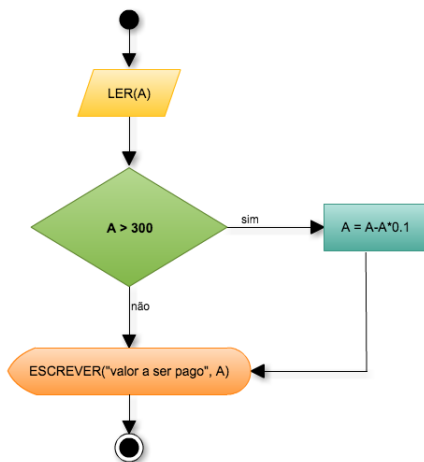 LER(A)
A > 300
sim
A = A-A*0.1
não
ESCREVER("valor a ser pago", A)